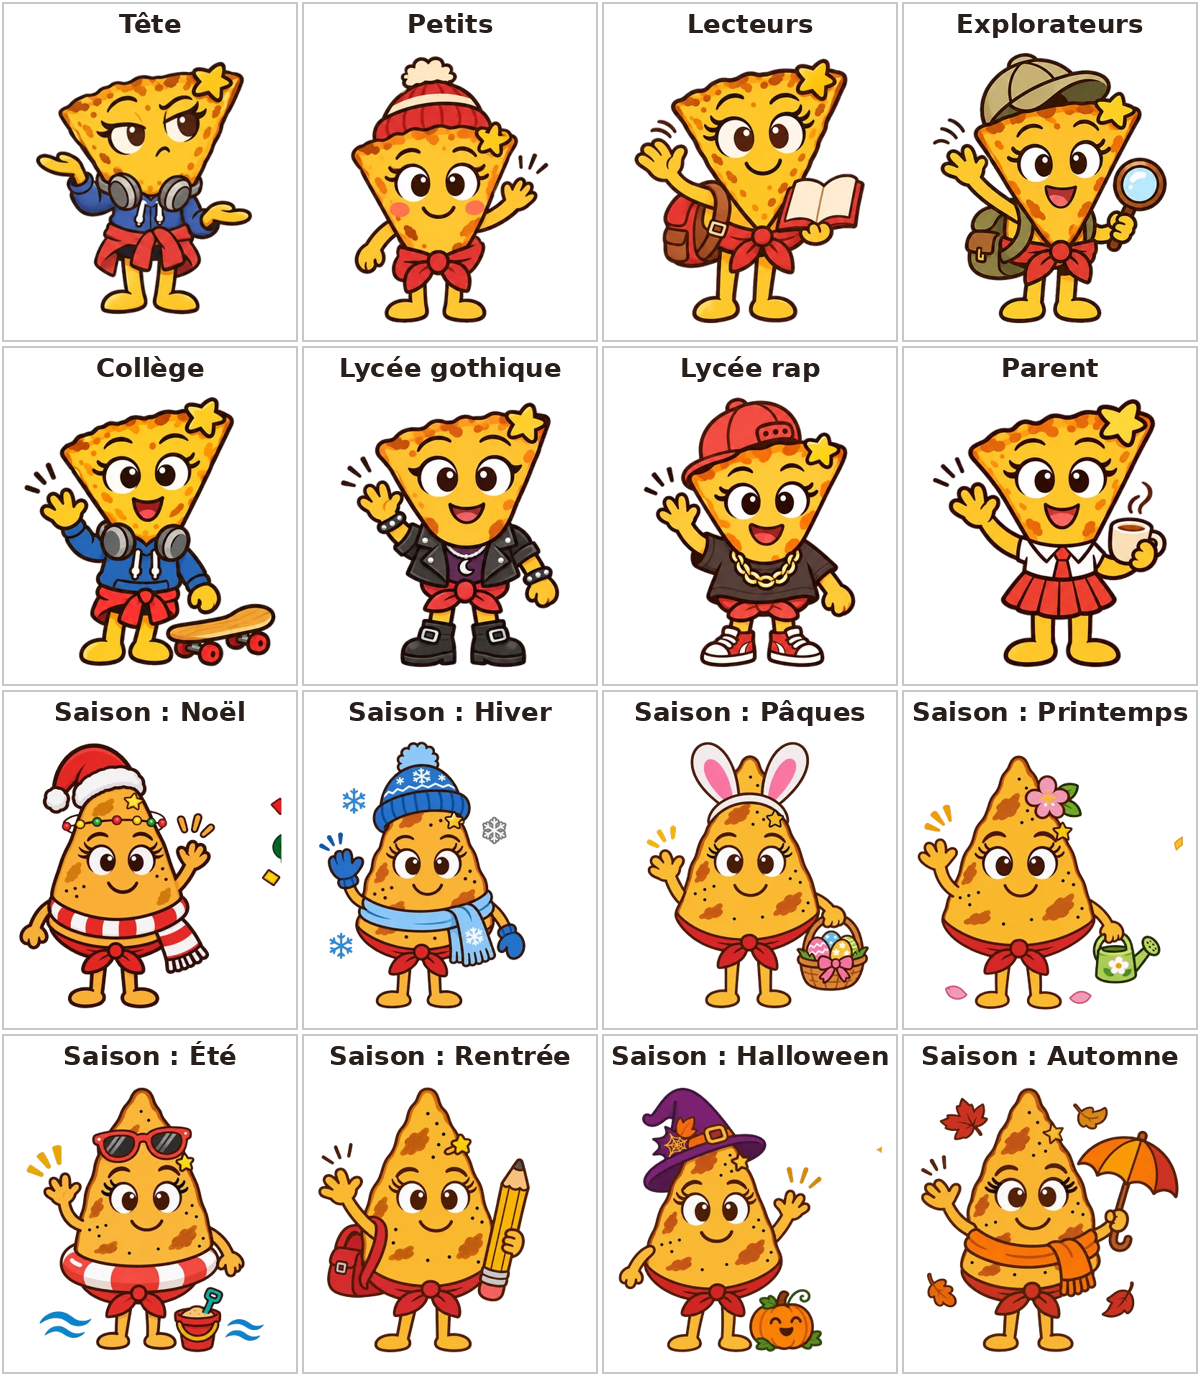 Tête
Petits
Lecteurs
Explorateurs
Collège
Lycée gothique
Lycée rap
Parent
Saison : Noël
Saison : Hiver
Saison : Pâques
Saison : Printemps
Saison : Été
Saison : Rentrée
Saison : Halloween
Saison : Automne